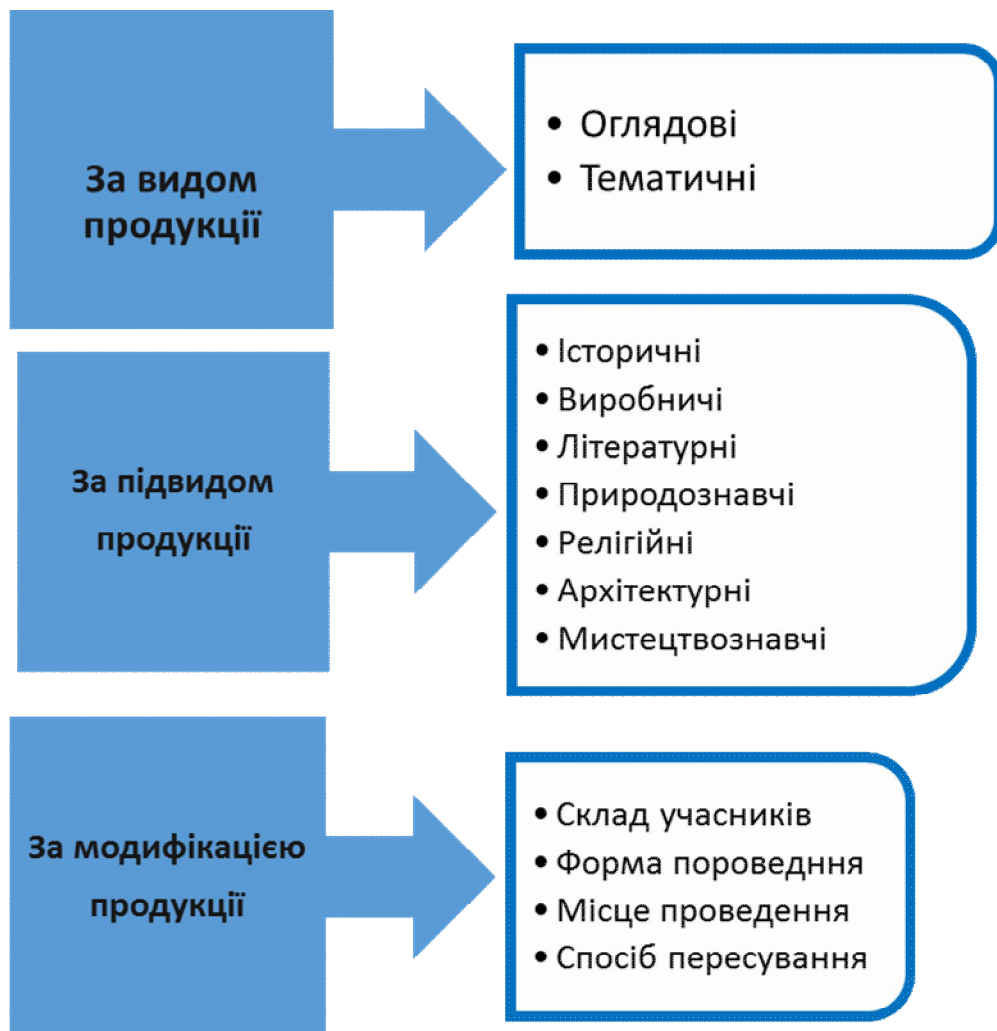 За видом
продукції
• Оглядові
• Тематичні
За підвидом
продукції
• Історичні
• Виробничі
• Літературні
• Природознавчі
• Релігійні
• Архітектурні
• Мистецтвознавчі
За модифікацією
продукції
• Склад учасників
• Форма пороведння
• Місце проведення
• Спосіб пересування